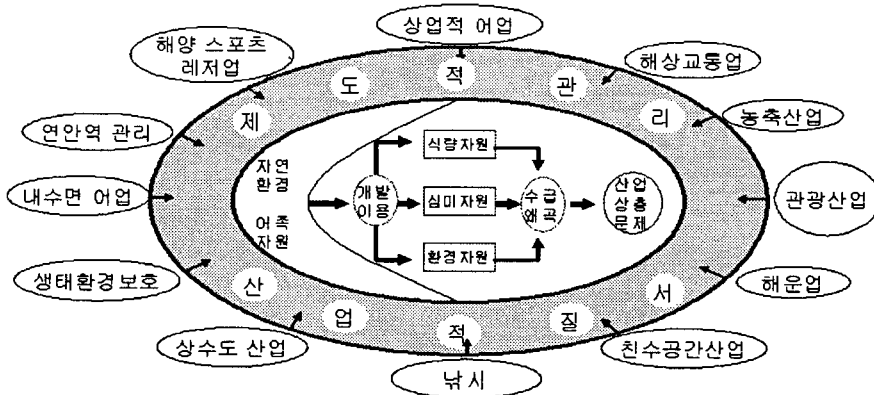 상업적 어업
해양 스포츠
레저업
해상교통업
연안역 관리
농축산업
내수면 어업
관광산업
생태환경보호
해운업
상수도 산업
친수공간산업
낚시
제 도 적 관 리
산 업 적 질 서
자연
환경
어족
자원
개발
이용
식량자원
심미자원
환경자원
수급
왜곡
산업
상충
문제